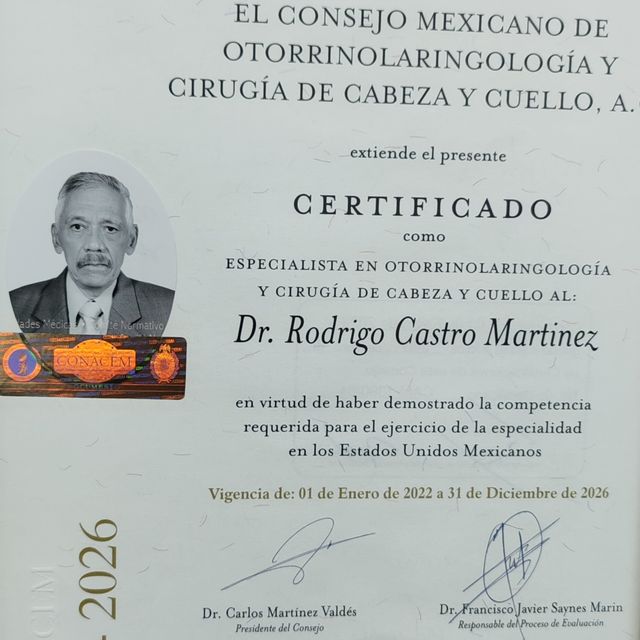 EL CONSEJO MEXICANO DE
OTORRINOLARINGOLOGÍA Y
CIRUGÍA DE CABEZA Y CUELLO, A.
extiende el presente
CERTIFICADO
como
ESPECIALISTA EN OTORRINOLARINGOLOGÍA
Y CIRUGÍA DE CABEZA Y CUELLO AL:
Dr. Rodrigo Castro Martinez
CONACEM
en virtud de haber demostrado la competencia
requerida para el ejercicio de la especialidad
en los Estados Unidos Mexicanos
Vigencia de: 01 de Enero de 2022 a 31 de Diciembre de 2026
- 2026
Dr. Carlos Martínez Valdés
Presidente del Consejo
Dr. Francisco Javier Saynes Marin
Responsable del Proceso de Evaluación